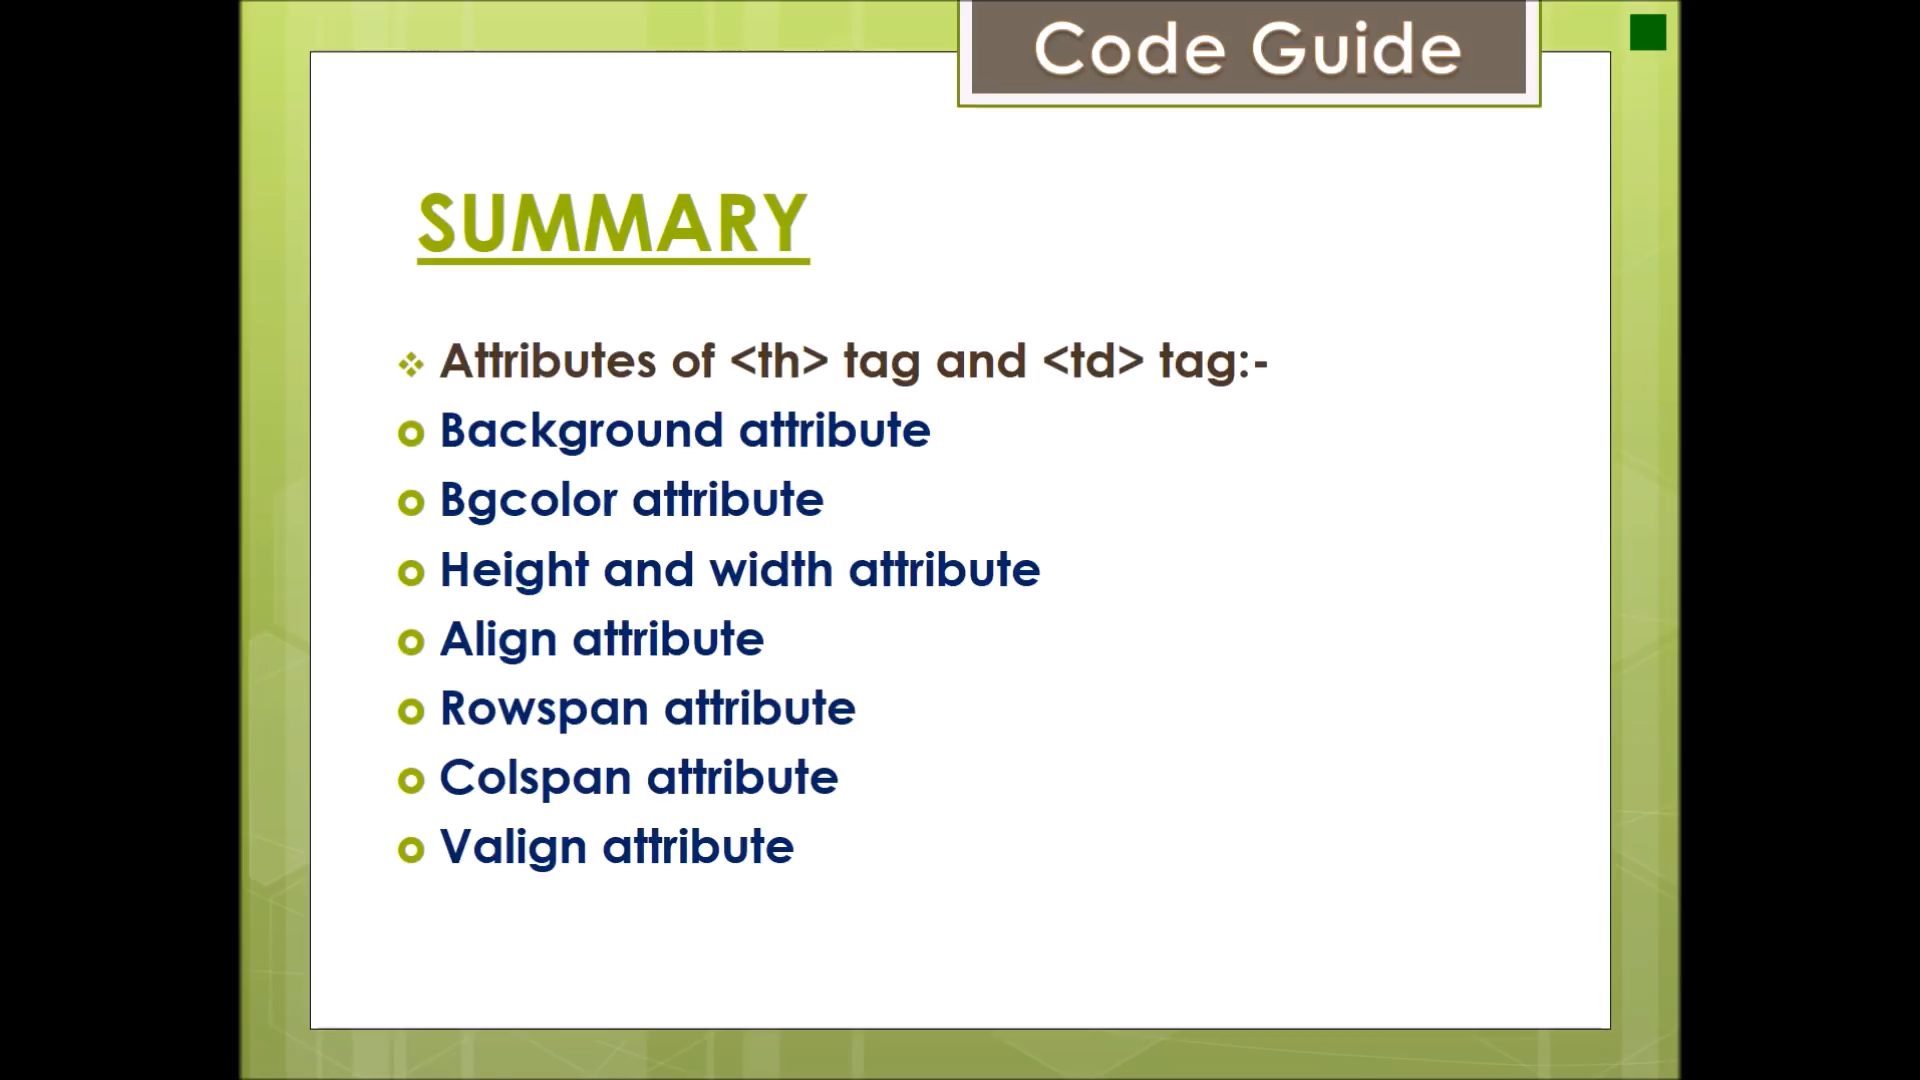 Code Guide
SUMMARY
Attributes of <th> tag and <td> tag:-
Background attribute
Bgcolor attribute
Height and width attribute
Align attribute
Rowspan attribute
Colspan attribute
Valign attribute